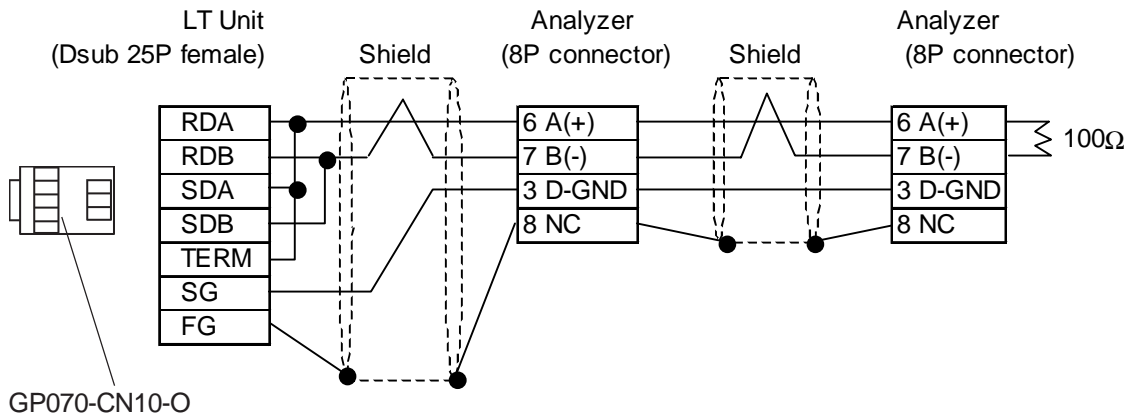 LT Unit
(Dsub 25P female)
Shield
Analyzer
(8P connector)
Shield
Analyzer
(8P connector)
RDA
RDB
SDA
SDB
TERM
SG
FG
6 A(+)
7 B(-)
3 D-GND
8 NC
6 A(+)
7 B(-)
3 D-GND
8 NC
100Ω
GP070-CN10-O